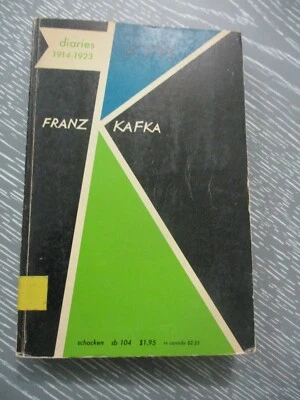 diaries
1914-1923
FRANZ KAFKA
schocken sb 104 $1.95 in canada $2.25